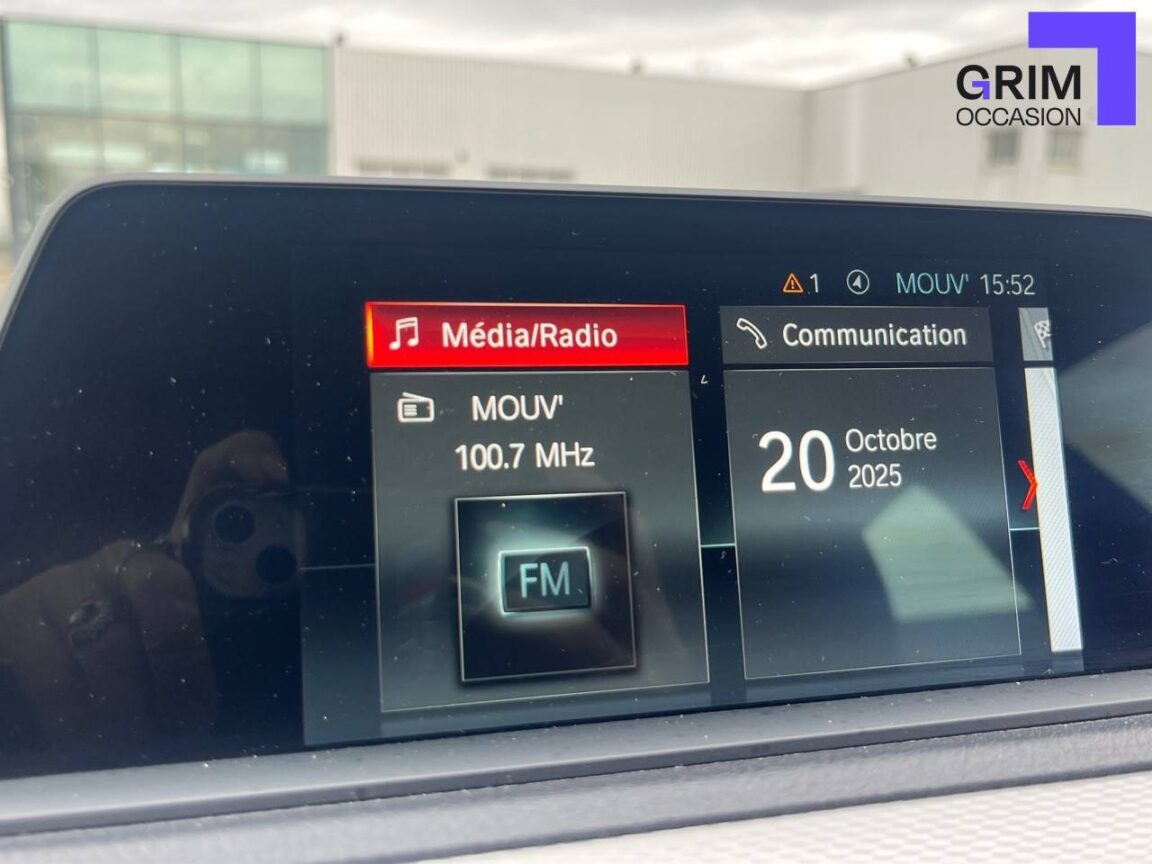 GRIM
OCCASION
1 MOUV' 15:52
Média/Radio
Communication
MOUV'
100.7 MHz
20 Octobre
2025
FM